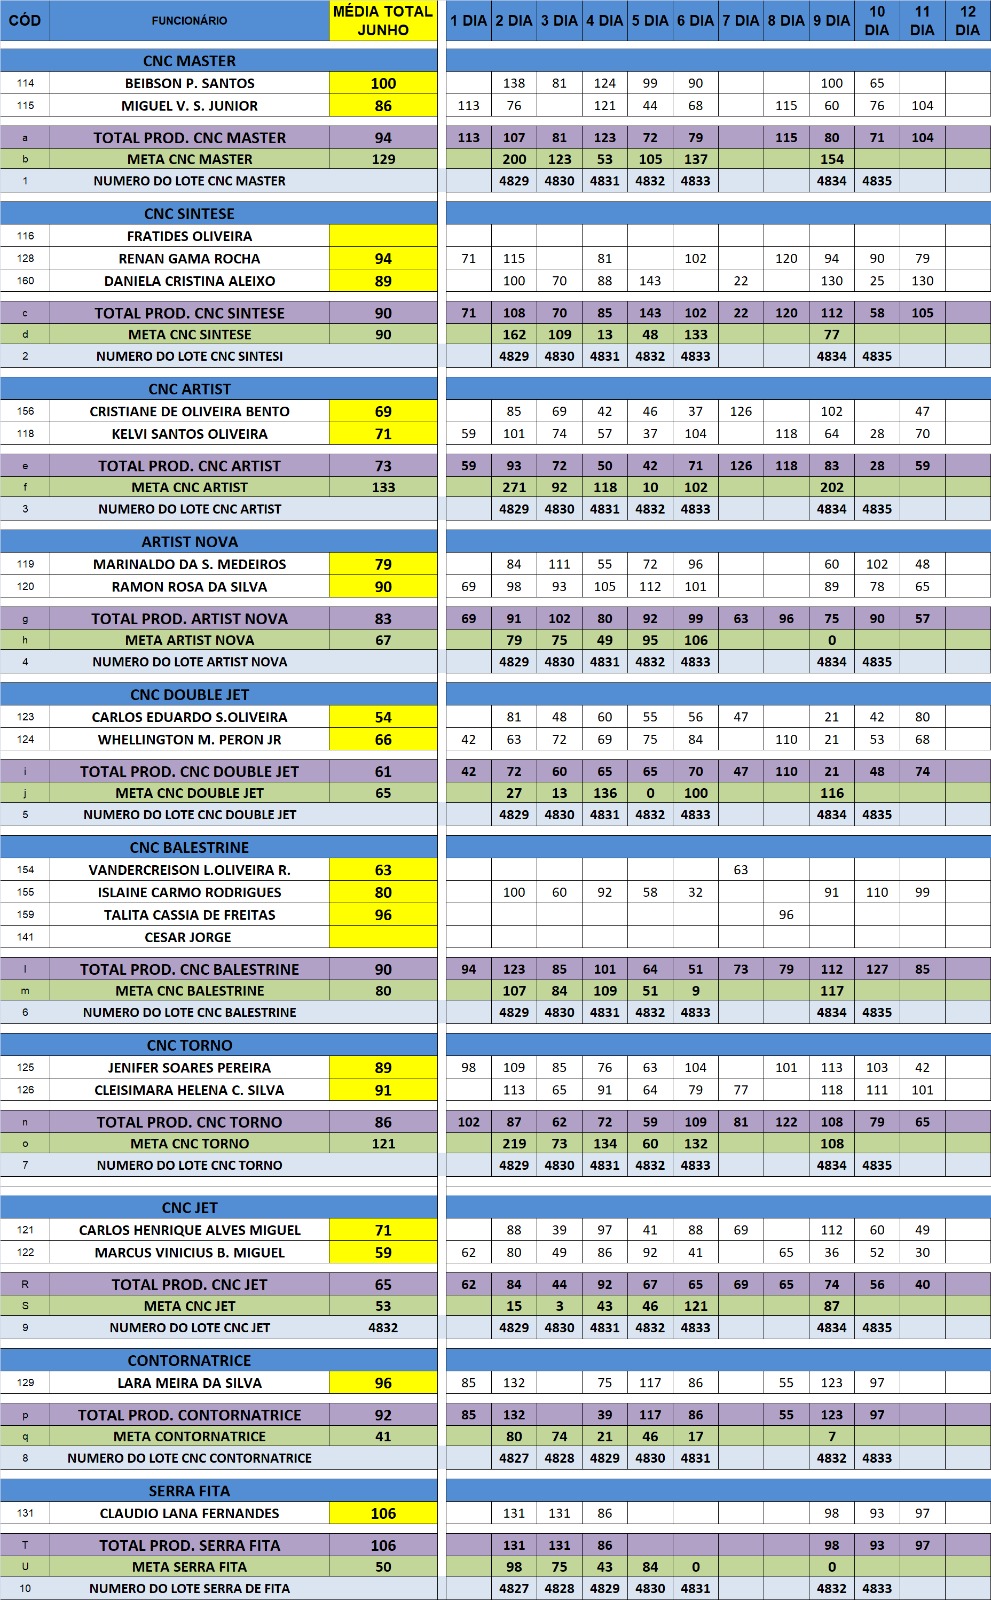 CÓD FUNCIONÁRIO MÉDIA TOTAL JUNHO 1 DIA 2 DIA 3 DIA 4 DIA 5 DIA 6 DIA 7 DIA 8 DIA 9 DIA 10 DIA 11 DIA 12 DIA
CNC MASTER
114 BEIBSON P. SANTOS 100 138 81 124 99 90 100 65
115 MIGUEL V. S. JUNIOR 86 113 76 121 44 68 115 60 76 104
a TOTAL PROD. CNC MASTER 94 113 107 81 123 72 79 115 80 71 104
b META CNC MASTER 129 200 123 53 105 137 154
1 NUMERO DO LOTE CNC MASTER 4829 4830 4831 4832 4833 4834 4835
CNC SINTESE
116 FRATIDES OLIVEIRA
128 RENAN GAMA ROCHA 94 71 115 81 102 120 94 90 79
160 DANIELA CRISTINA ALEIXO 89 100 70 88 143 22 130 25 130
c TOTAL PROD. CNC SINTESE 90 71 108 70 85 143 102 22 120 112 58 105
d META CNC SINTESE 90 162 109 13 48 133 77
2 NUMERO DO LOTE CNC SINTESI 4829 4830 4831 4832 4833 4834 4835
CNC ARTIST
156 CRISTIANE DE OLIVEIRA BENTO 69 85 69 42 46 37 126 102 47
118 KELVI SANTOS OLIVEIRA 71 59 101 74 57 37 104 118 64 28 70
e TOTAL PROD. CNC ARTIST 73 59 93 72 50 42 71 126 118 83 28 59
f META CNC ARTIST 133 271 92 118 10 102 202
3 NUMERO DO LOTE CNC ARTIST 4829 4830 4831 4832 4833 4834 4835
ARTIST NOVA
119 MARINALDO DA S. MEDEIROS 79 84 111 55 72 96 60 102 48
120 RAMON ROSA DA SILVA 90 69 98 93 105 112 101 89 78 65
g TOTAL PROD. ARTIST NOVA 83 69 91 102 80 92 99 63 96 75 90 57
h META ARTIST NOVA 67 79 75 49 95 106 0
4 NUMERO DO LOTE ARTIST NOVA 4829 4830 4831 4832 4833 4834 4835
CNC DOUBLE JET
123 CARLOS EDUARDO S.OLIVEIRA 54 81 48 60 55 56 47 21 42 80
124 WHELLINGTON M. PERON JR 66 42 63 72 69 75 84 110 21 53 68
i TOTAL PROD. CNC DOUBLE JET 61 42 72 60 65 65 70 47 110 21 48 74
j META CNC DOUBLE JET 65 27 13 136 0 100 116
5 NUMERO DO LOTE CNC DOUBLE JET 4829 4830 4831 4832 4833 4834 4835
CNC BALESTRINE
154 VANDERCREISON L.OLIVEIRA R. 63 63
155 ISLAINE CARMO RODRIGUES 80 100 60 92 58 32 91 110 99
159 TALITA CASSIA DE FREITAS 96 96
141 CESAR JORGE
l TOTAL PROD. CNC BALESTRINE 90 94 123 85 101 64 51 73 79 112 127 85
m META CNC BALESTRINE 80 107 84 109 51 9 117
6 NUMERO DO LOTE CNC BALESTRINE 4829 4830 4831 4832 4833 4834 4835
CNC TORNO
125 JENIFER SOARES PEREIRA 89 98 109 85 76 63 104 101 113 103 42
126 CLEISIMARA HELENA C. SILVA 91 113 65 91 64 79 77 118 111 101
n TOTAL PROD. CNC TORNO 86 102 87 62 72 59 109 81 122 108 79 65
o META CNC TORNO 121 219 73 134 60 132 108
7 NUMERO DO LOTE CNC TORNO 4829 4830 4831 4832 4833 4834 4835
CNC JET
121 CARLOS HENRIQUE ALVES MIGUEL 71 88 39 97 41 88 69 112 60 49
122 MARCUS VINICIUS B. MIGUEL 59 62 80 49 86 92 41 65 36 52 30
R TOTAL PROD. CNC JET 65 62 84 44 92 67 65 69 65 74 56 40
S META CNC JET 53 15 3 43 46 121 87
9 NUMERO DO LOTE CNC JET 4832 4829 4830 4831 4832 4833 4834 4835
CONTORNATRICE
129 LARA MEIRA DA SILVA 96 85 132 75 117 86 55 123 97
p TOTAL PROD. CONTORNATRICE 92 85 132 39 117 86 55 123 97
q META CONTORNATRICE 41 80 74 21 46 17 7
8 NUMERO DO LOTE CNC CONTORNATRICE 4827 4828 4829 4830 4831 4832 4833
SERRA FITA
131 CLAUDIO LANA FERNANDES 106 131 131 86 98 93 97
T TOTAL PROD. SERRA FITA 106 131 131 86 98 93 97
U META SERRA FITA 50 98 75 43 84 0 0
10 NUMERO DO LOTE SERRA DE FITA 4827 4828 4829 4830 4831 4832 4833